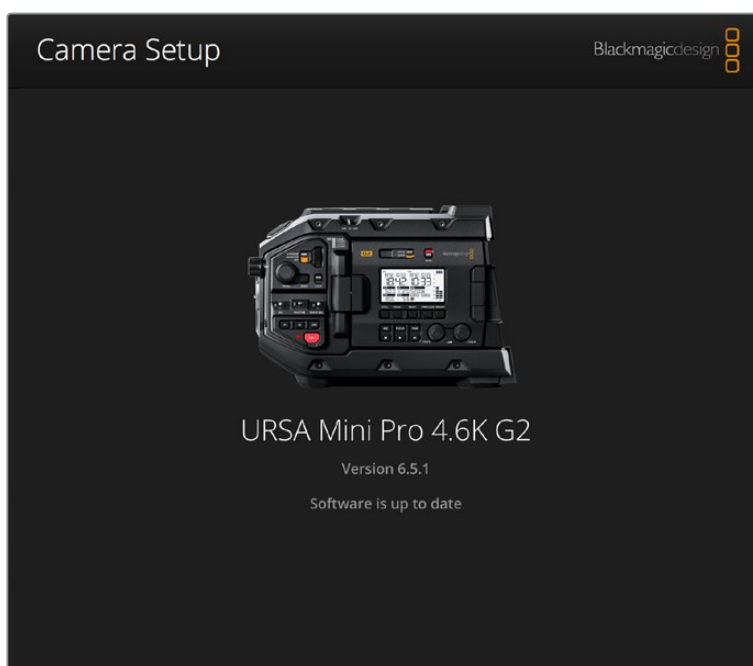 Camera Setup
Blackmagicdesign
URSA Mini Pro 4.6K G2
Version 6.5.1
Software is up to date